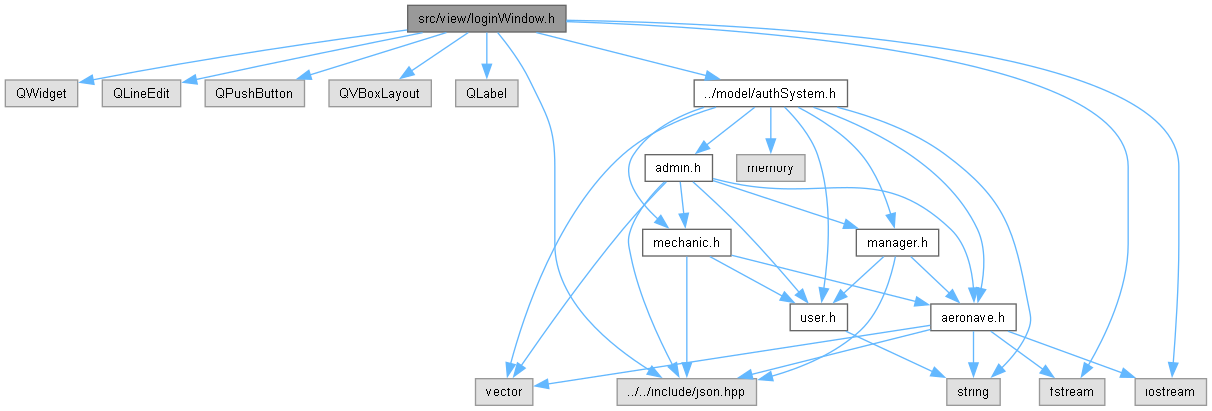 src/view/loginWindow.h
QWidget
QLineEdit
QPushButton
QVBoxLayout
QLabel
../model/authSystem.h
admin.h
memory
mechanic.h
manager.h
user.h
aeronave.h
vector
../../include/json.hpp
string
fstream
iostream